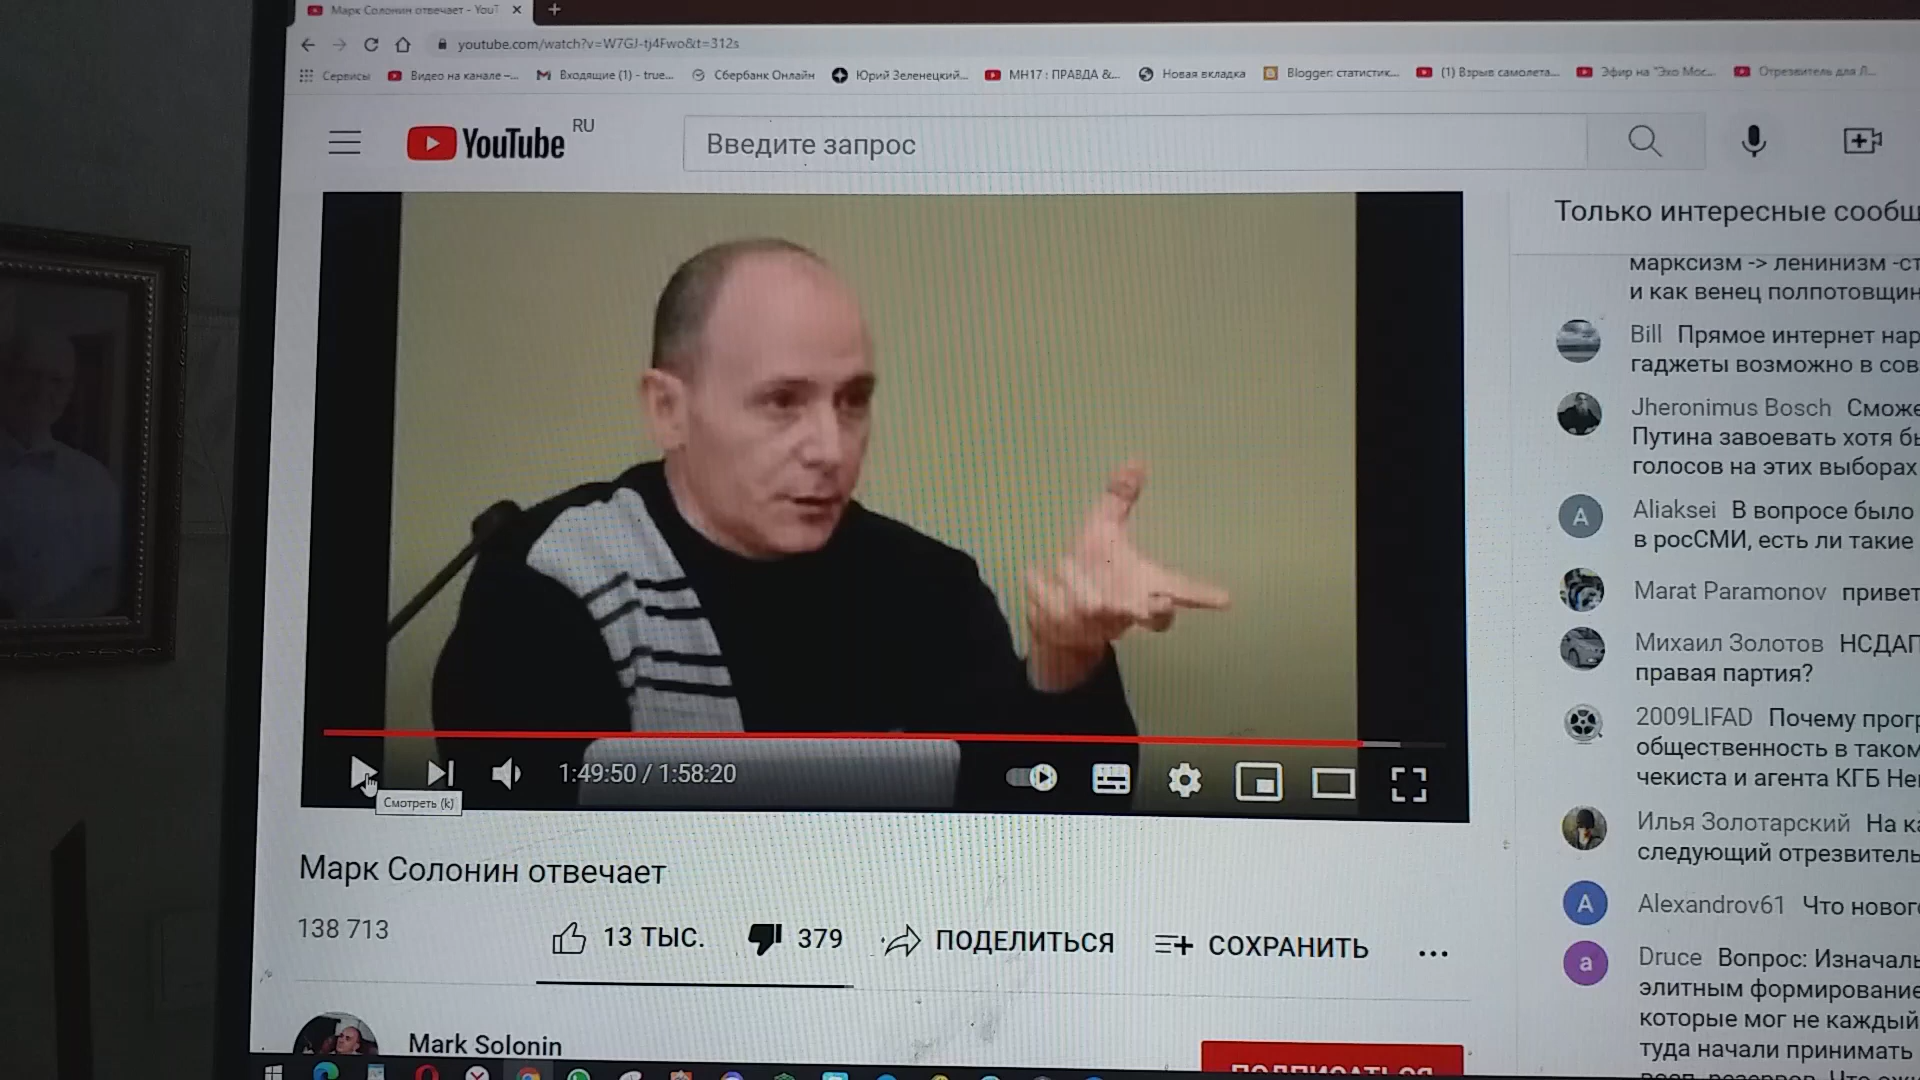 Марк Солонин отвечает - YouT
youtube.com/watch?v=W7GJ-tj4Fwo&t=312s
Сервисы Видео на канале –... Входящие (1) - true... Сбербанк Онлайн Юрий Зеленецкий... МН17 : ПРАВДА &... Новая вкладка Blogger: статистик... (1) Взрыв самолета... Эфир на "Эхо Мос... Отрезвитель для Л...
YouTube RU
Введите запрос
1:49:50 / 1:58:20
Смотреть (k)
Марк Солонин отвечает
138 713
13 ТЫС. 379 ПОДЕЛИТЬСЯ СОХРАНИТЬ ...
Mark Solonin
ПОДПИСАТЬСЯ
Только интересные сообщ
марксизм -> ленинизм -ст
и как венец полпотовщин
Bill Прямое интернет нар
гаджеты возможно в сов
Jheronimus Bosch Сможе
Путина завоевать хотя бы
голосов на этих выборах
A
Aliaksei В вопросе было
в росСМИ, есть ли такие
Marat Paramonov привет
Михаил Золотов НСДАП
правая партия?
2009LIFAD Почему прогр
общественность в таком
чекиста и агента КГБ Не
Илья Золотарский На ка
следующий отрезвитель
A
Alexandrov61 Что нового
a
Druce Вопрос: Изначаль
элитным формирование
которые мог не каждый
туда начали принимать